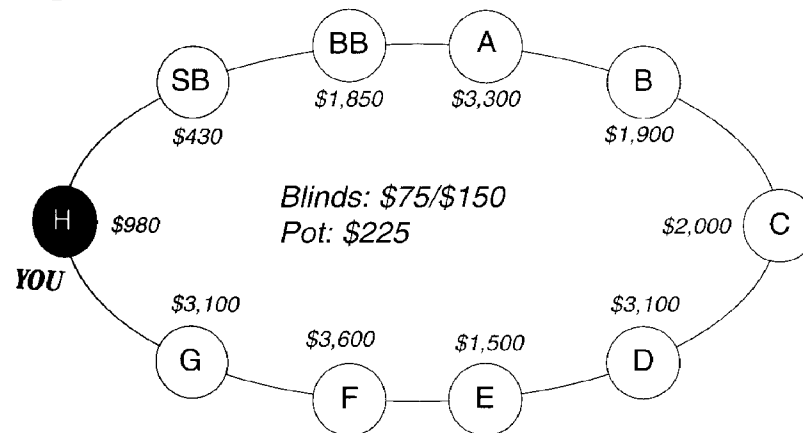 BB
A
SB
B
$1,850
$3,300
$430
$1,900
Blinds: $75/$150
Pot: $225
H
$980
$2,000
C
YOU
$3,100
$3,600
$1,500
$3,100
G
F
E
D